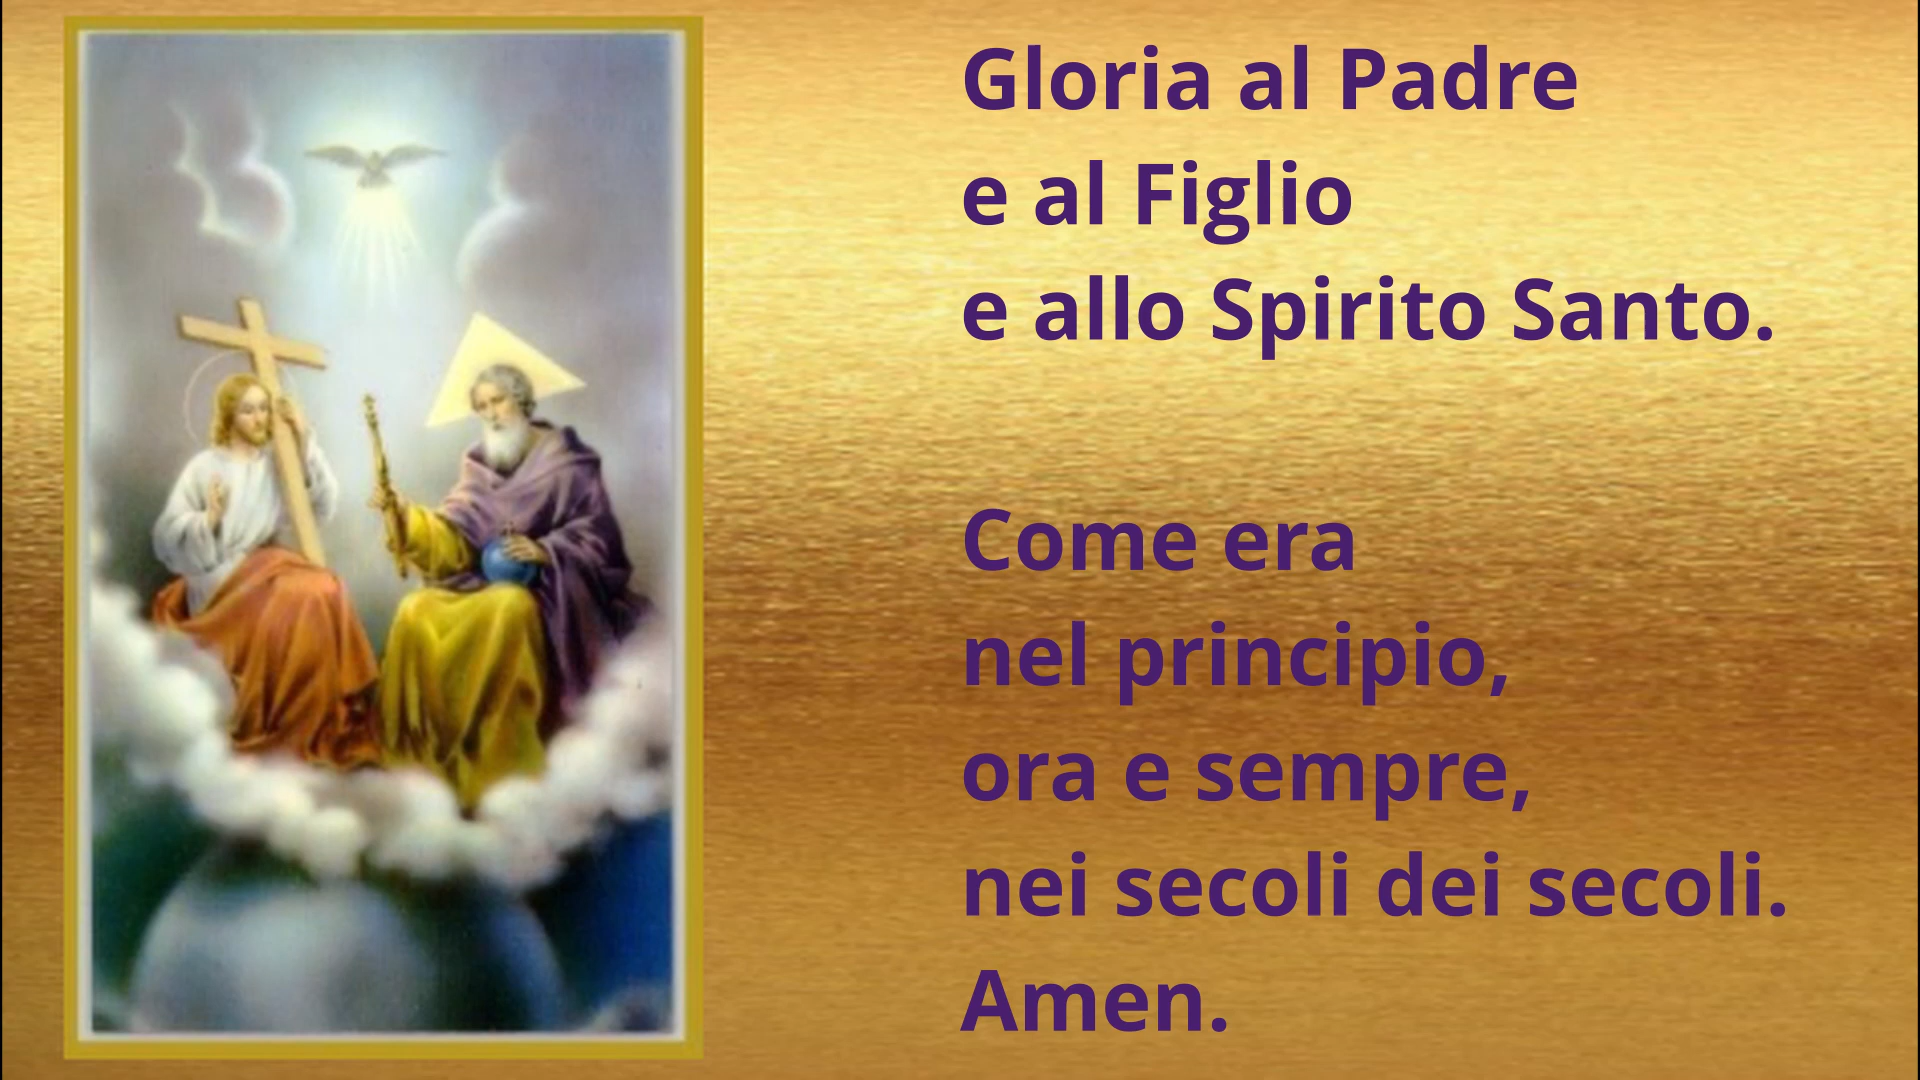 Gloria al Padre
e al Figlio
e allo Spirito Santo.
Come era
nel principio,
ora e sempre,
nei secoli dei secoli.
Amen.